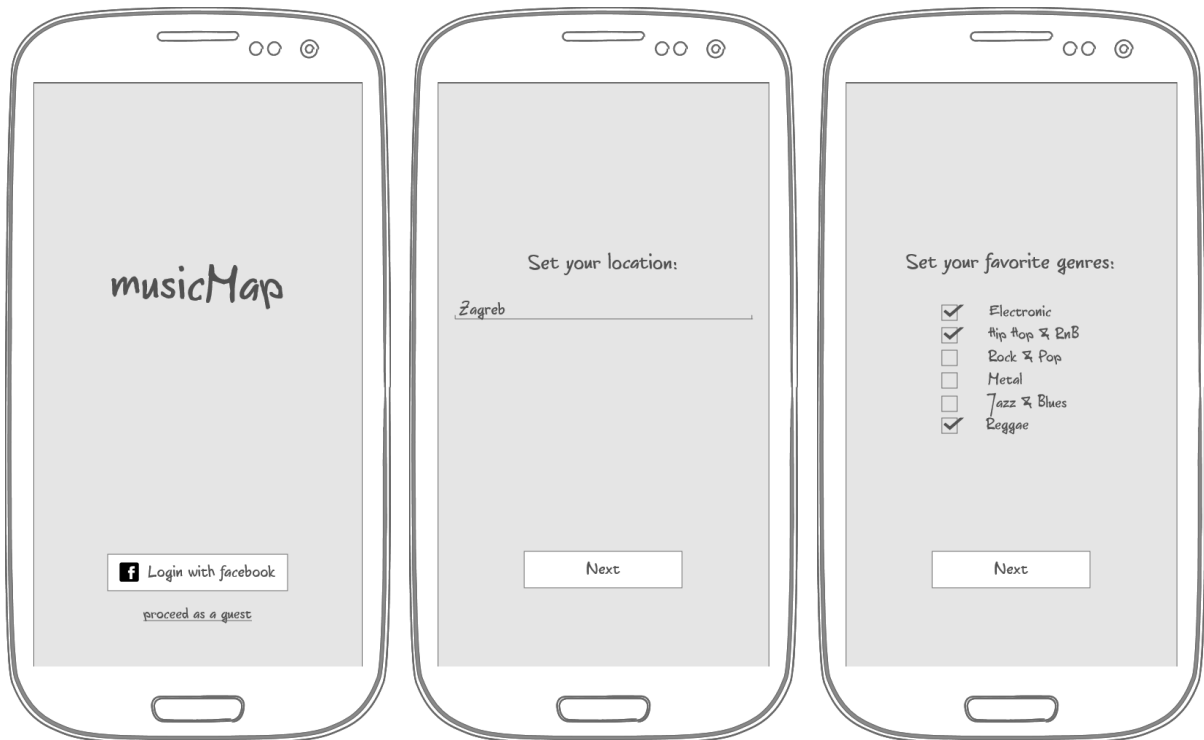 musicMap
Login with facebook
proceed as a guest
Set your location:
Zagreb
Next
Set your favorite genres:
Electronic
Hip Hop & RnB
Rock & Pop
Metal
Jazz & Blues
Reggae
Next